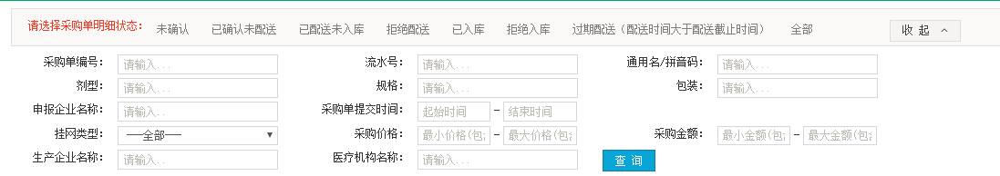 请选择采购单明细状态： 未确认 已确认未配送 已配送未入库 拒绝配送 已入库 拒绝入库 过期配送（配送时间大于配送截止时间） 全部 收 起
采购单编号： 请输入... 流水号： 请输入... 通用名/拼音码： 请输入...
剂型： 请输入... 规格： 请输入... 包装： 请输入...
申报企业名称： 请输入.. 采购单提交时间： 起始时间 - 结束时间
挂网类型： ---全部--- 采购价格： 最小价格(包含 - 最大价格(包含 采购金额： 最小金额(包含 - 最大金额(包含
生产企业名称： 请输入.. 医疗机构名称： 请输入.. 查 询